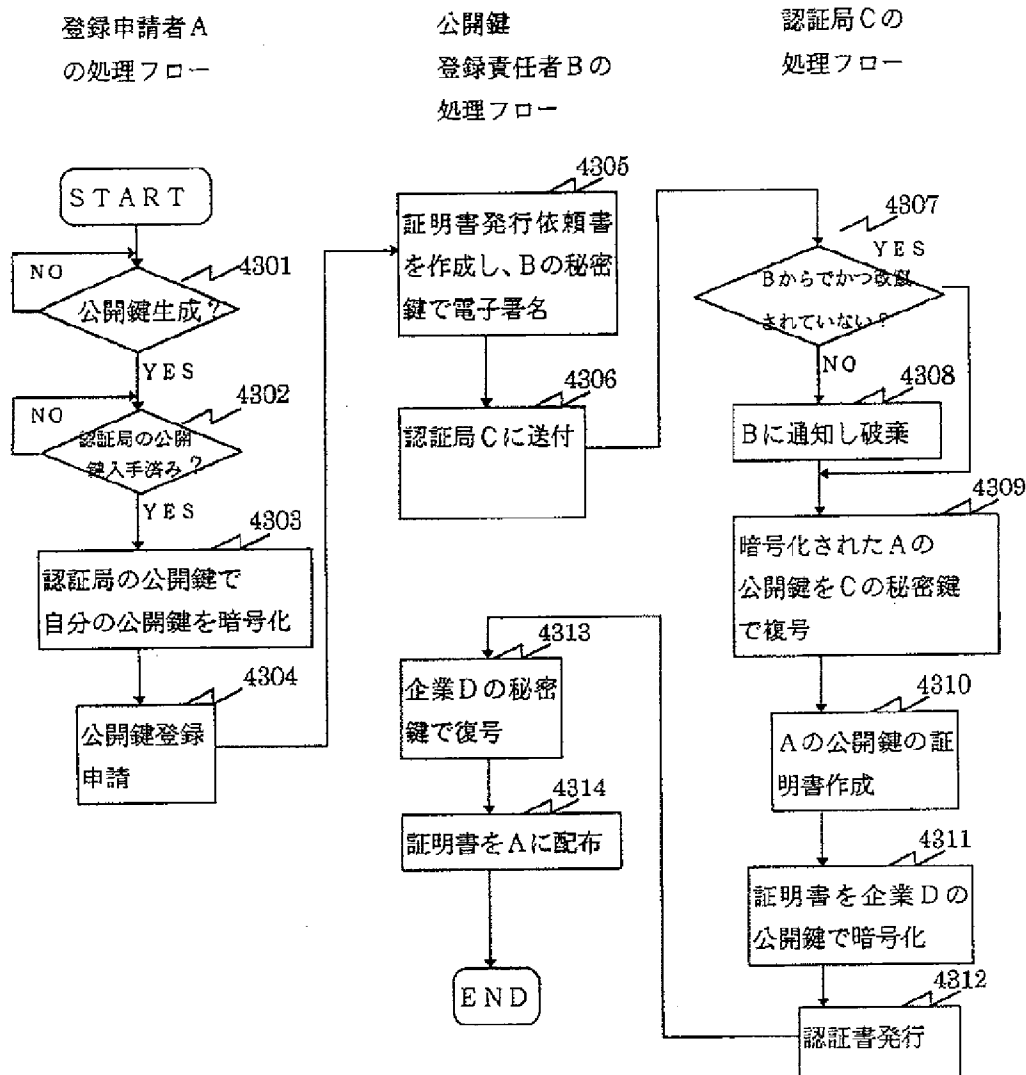 登録申請者A
の処理フロー
公開鍵
登録責任者Bの
処理フロー
認証局Cの
処理フロー
START
NO
4301
公開鍵生成?
YES
NO
4302
認証局の公開
鍵入手済み?
YES
4303
認証局の公開鍵で
自分の公開鍵を暗号化
4304
公開鍵登録
申請
4305
証明書発行依頼書
を作成し、Bの秘密
鍵で電子署名
4306
認証局Cに送付
4307
YES
Bからでかつ改竄
されていない?
NO
4308
Bに通知し破棄
4309
暗号化されたAの
公開鍵をCの秘密鍵
で複号
4310
Aの公開鍵の証
明書作成
4311
証明書を企業Dの
公開鍵で暗号化
4312
認証書発行
4313
企業Dの秘密
鍵で復号
4314
証明書をAに配布
END